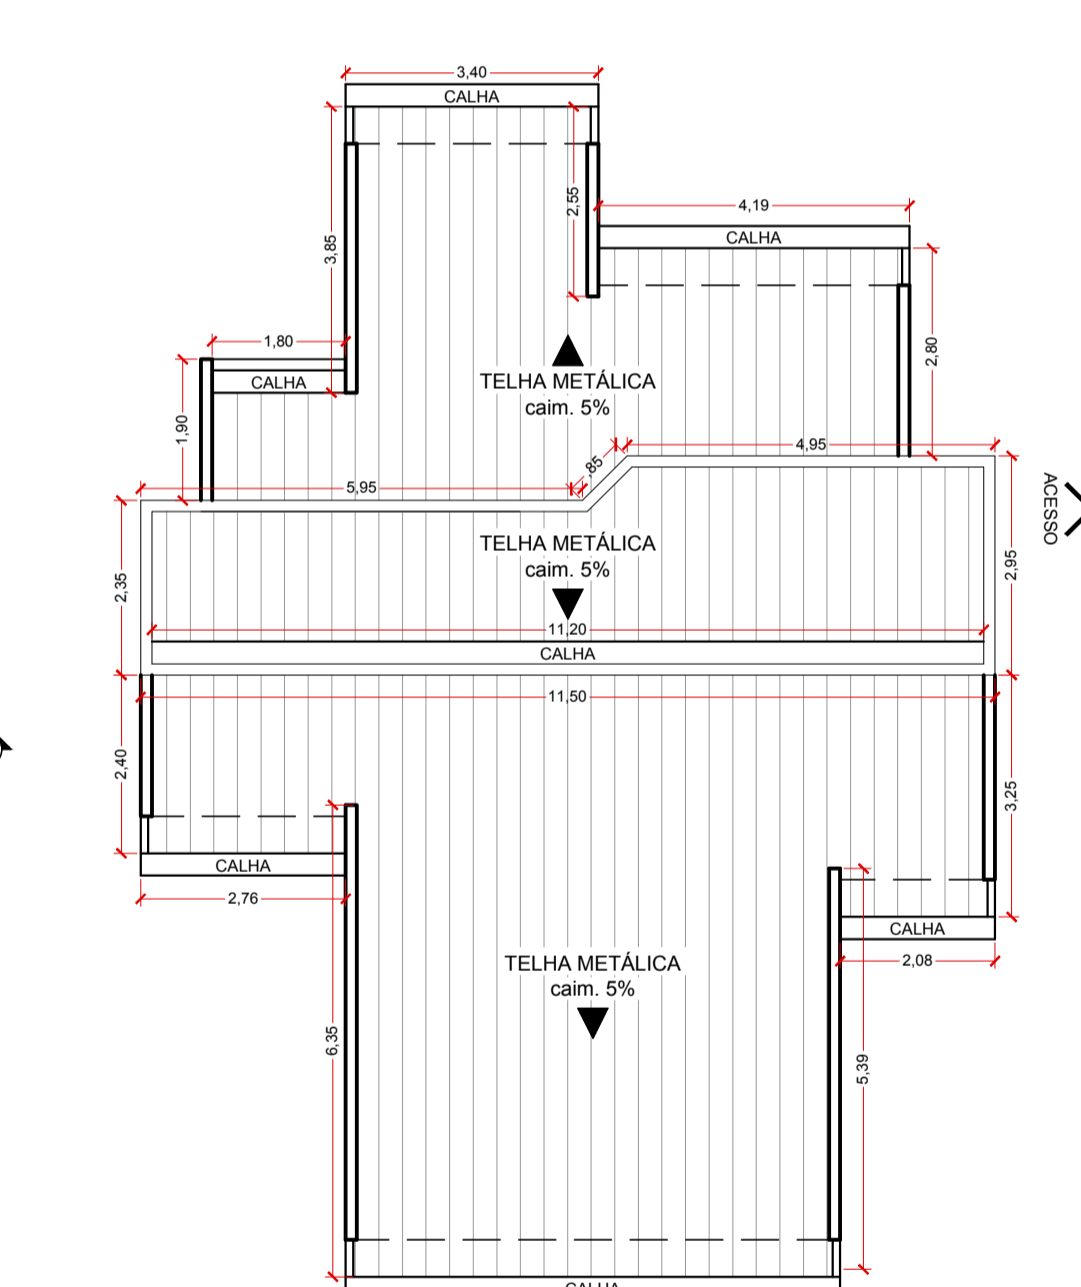 3,40
CALHA
2,55
4,19
CALHA
3,85
1,80
CALHA
2,80
TELHA METÁLICA
caim. 5%
1,90
4,95
,85
5,95
ACESSO
TELHA METÁLICA
caim. 5%
2,35
2,95
11,20
CALHA
11,50
2,40
3,25
CALHA
2,76
CALHA
2,08
TELHA METÁLICA
caim. 5%
6,35
5,39
CALHA